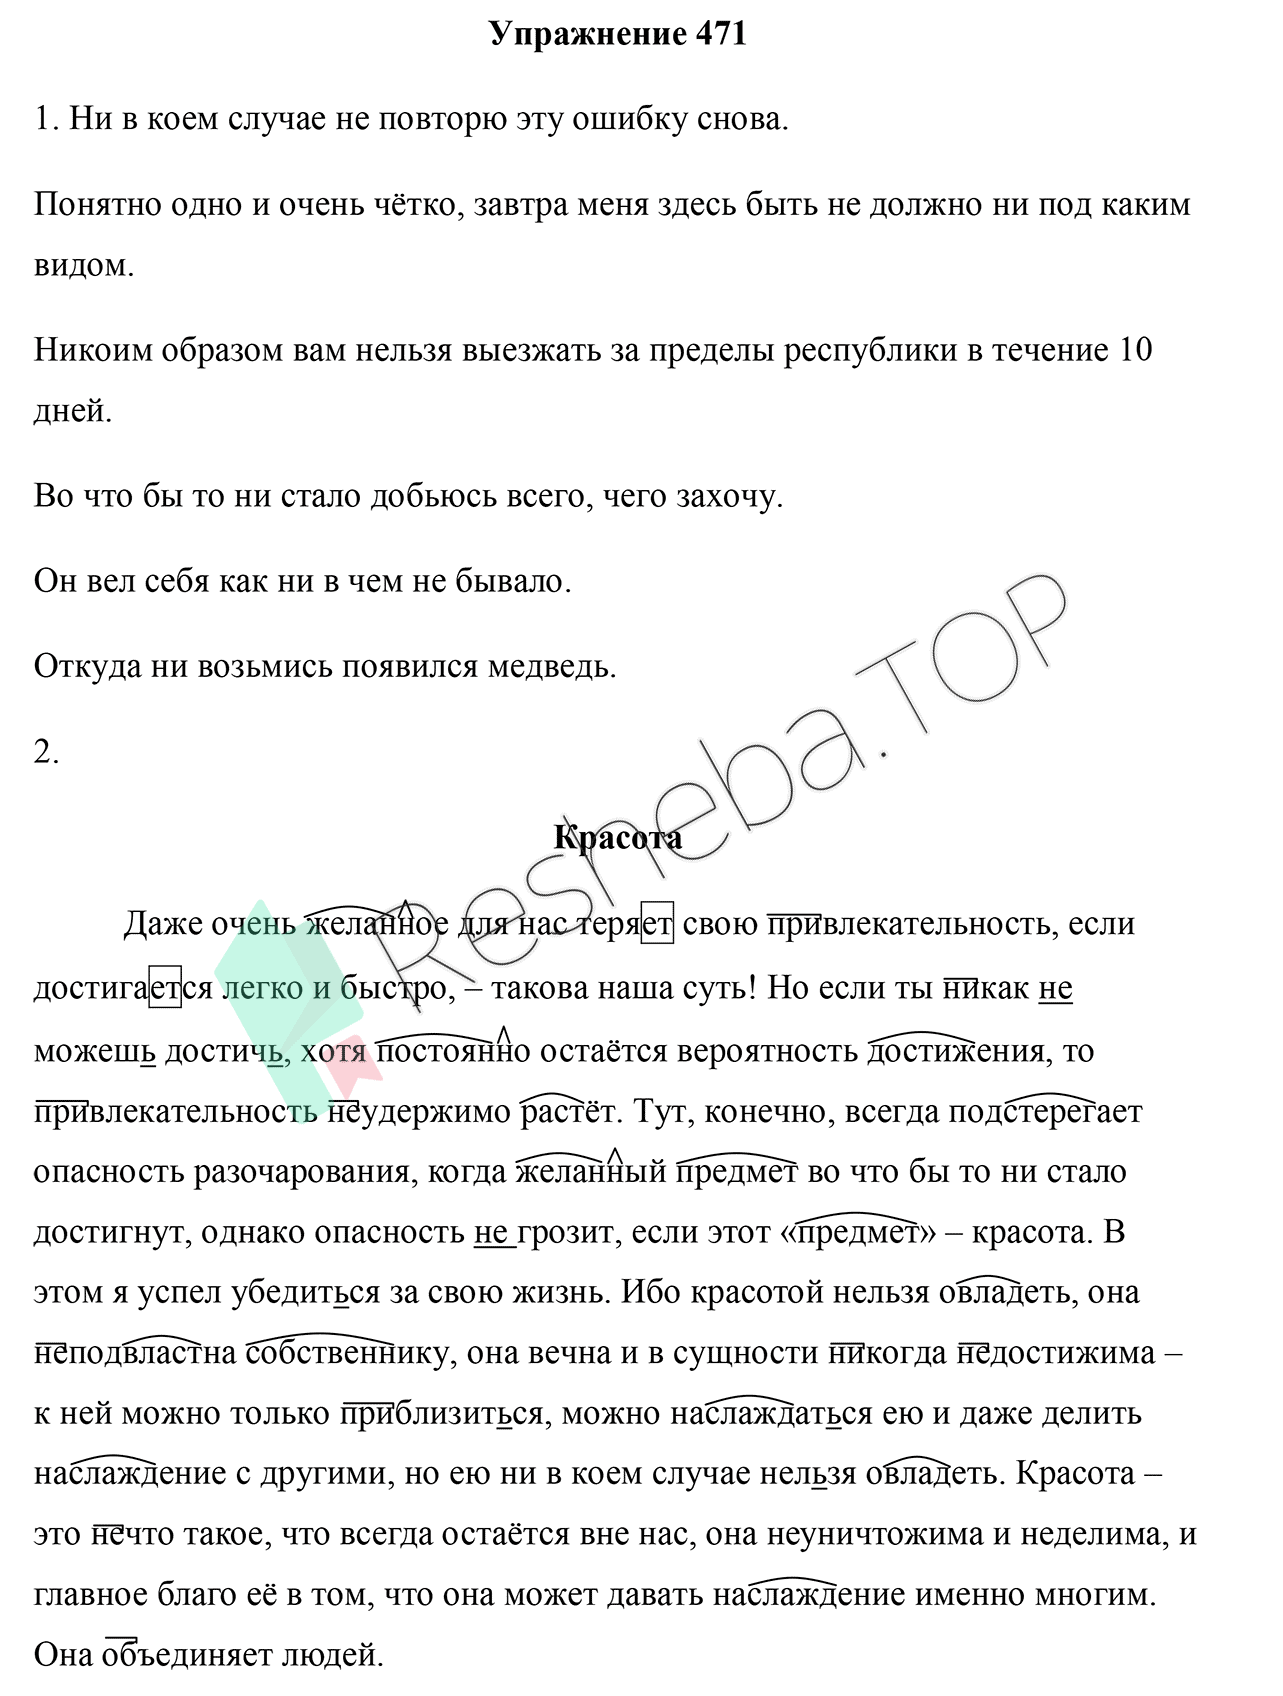 Упражнение 471
1. Ни в коем случае не повторю эту ошибку снова.
Понятно одно и очень чётко, завтра меня здесь быть не должно ни под каким
видом.
Никоим образом вам нельзя выезжать за пределы республики в течение 10
дней.
Во что бы то ни стало добьюсь всего, чего захочу.
Он вел себя как ни в чем не бывало.
Откуда ни возьмись появился медведь.
2.
Красота
Даже очень желанное для нас теряет свою привлекательность, если
достигается легко и быстро, – такова наша суть! Но если ты никак не
можешь достичь, хотя постоянно остаётся вероятность достижения, то
привлекательность неудержимо растёт. Тут, конечно, всегда подстерегает
опасность разочарования, когда желанный предмет во что бы то ни стало
достигнут, однако опасность не грозит, если этот «предмет» – красота. В
этом я успел убедиться за свою жизнь. Ибо красотой нельзя овладеть, она
неподвластна собственнику, она вечна и в сущности никогда недостижима –
к ней можно только приблизиться, можно наслаждаться ею и даже делить
наслаждение с другими, но ею ни в коем случае нельзя овладеть. Красота –
это нечто такое, что всегда остаётся вне нас, она неуничтожима и неделима, и
главное благо её в том, что она может давать наслаждение именно многим.
Она объединяет людей.
Resheba.TOP